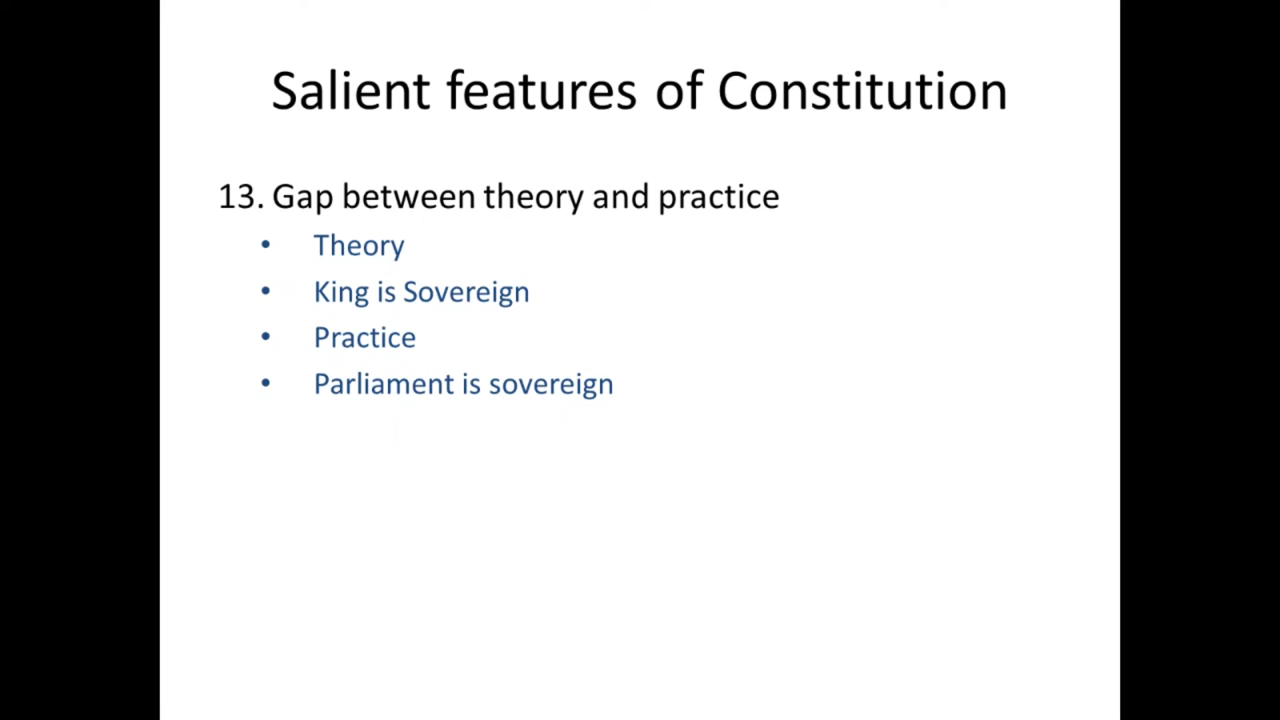 Salient features of Constitution
13. Gap between theory and practice
• Theory
• King is Sovereign
• Practice
• Parliament is sovereign